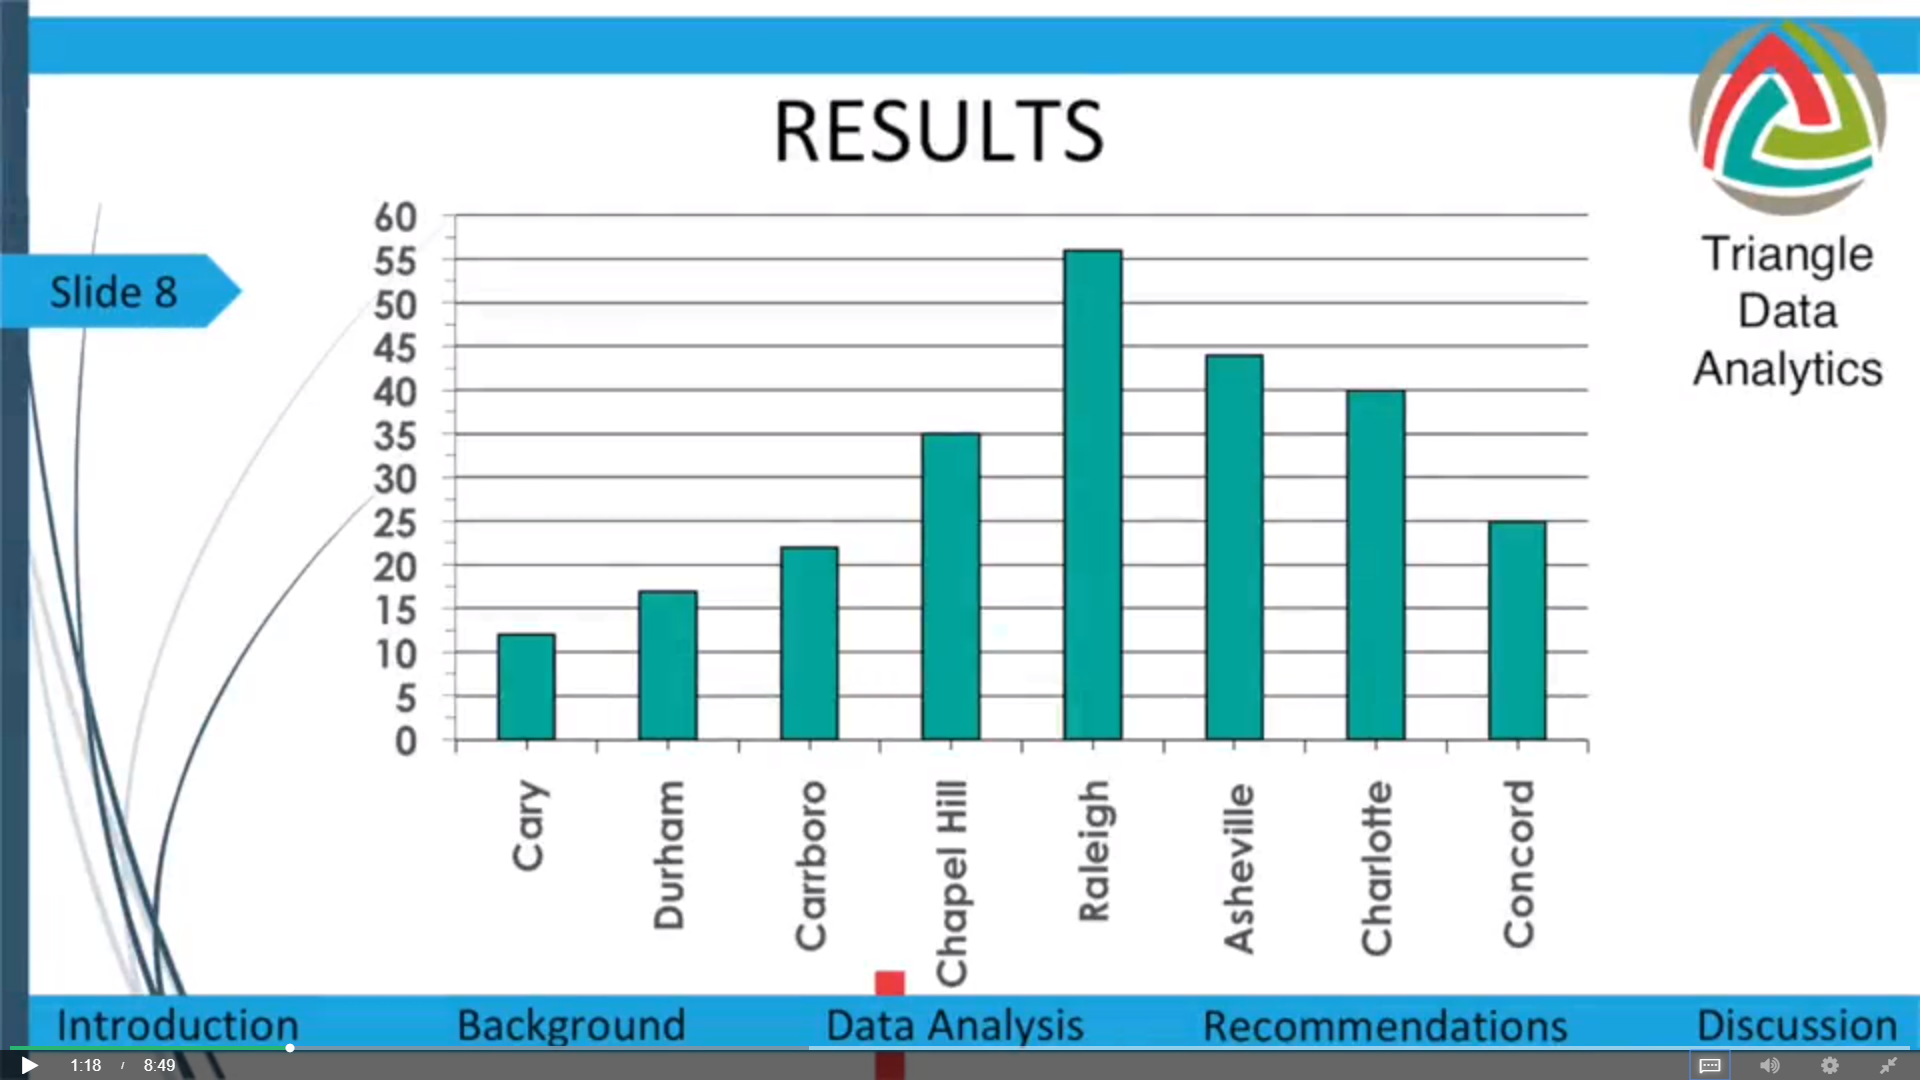 RESULTS
Triangle
Data
Analytics
Slide 8
60
55
50
45
40
35
30
25
20
15
10
5
0
Cary
Durham
Carrboro
Chapel Hill
Raleigh
Asheville
Charlotte
Concord
Introduction Background Data Analysis Recommendations Discussion
1:18 / 8:49